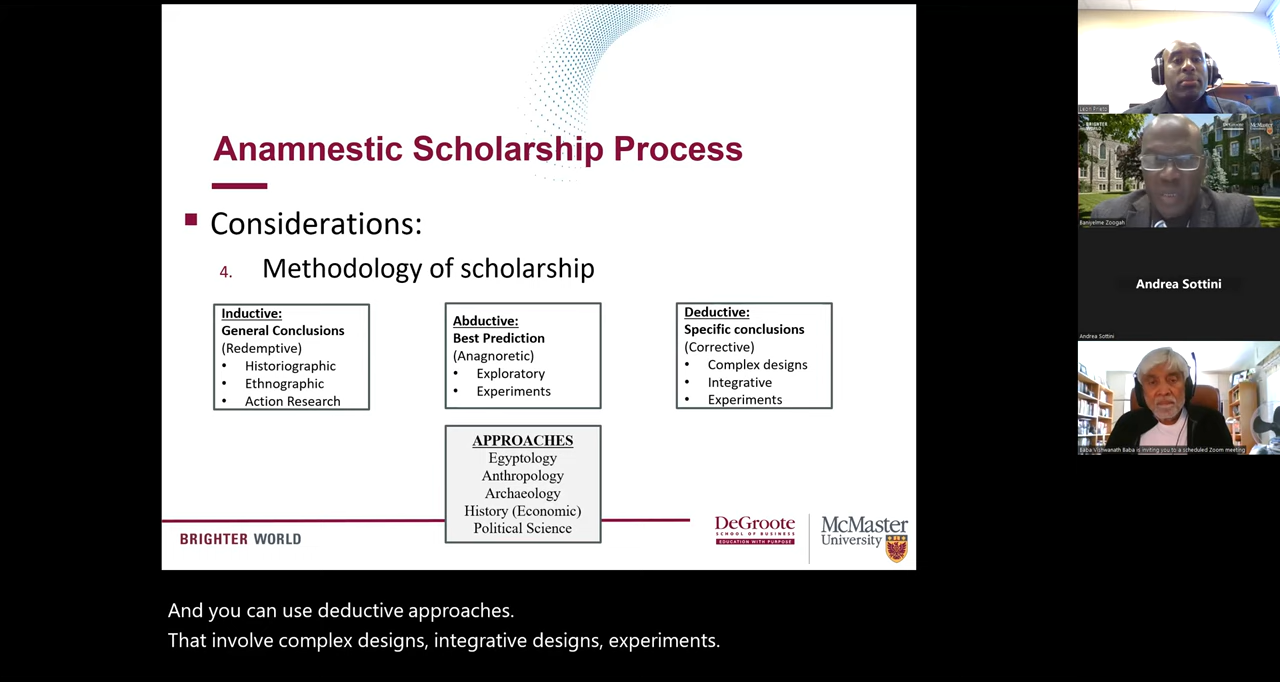 Anamnestic Scholarship Process
Considerations:
4. Methodology of scholarship
Inductive:
General Conclusions
(Redemptive)
• Historiographic
• Ethnographic
• Action Research
Abductive:
Best Prediction
(Anagnoretic)
• Exploratory
• Experiments
Deductive:
Specific conclusions
(Corrective)
• Complex designs
• Integrative
• Experiments
APPROACHES
Egyptology
Anthropology
Archaeology
History (Economic)
Political Science
BRIGHTER WORLD
DeGroote
SCHOOL OF BUSINESS
EDUCATION WITH PURPOSE
McMaster
University
And you can use deductive approaches.
That involve complex designs, integrative designs, experiments.
Leon Prieto
BRIGHTER
WORLD
McMaster
Baniyelme Zoogah
Andrea Sottini
Andrea Sottini
Baba Vishwanath Baba is inviting you to a scheduled Zoom meeting